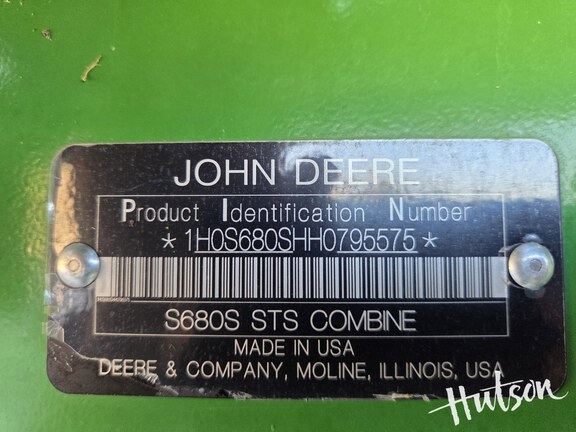 JOHN DEERE
Product Identification Number
*1H0S680SHH0795575*
S680S STS COMBINE
MADE IN USA
DEERE & COMPANY, MOLINE, ILLINOIS, USA
Hutson